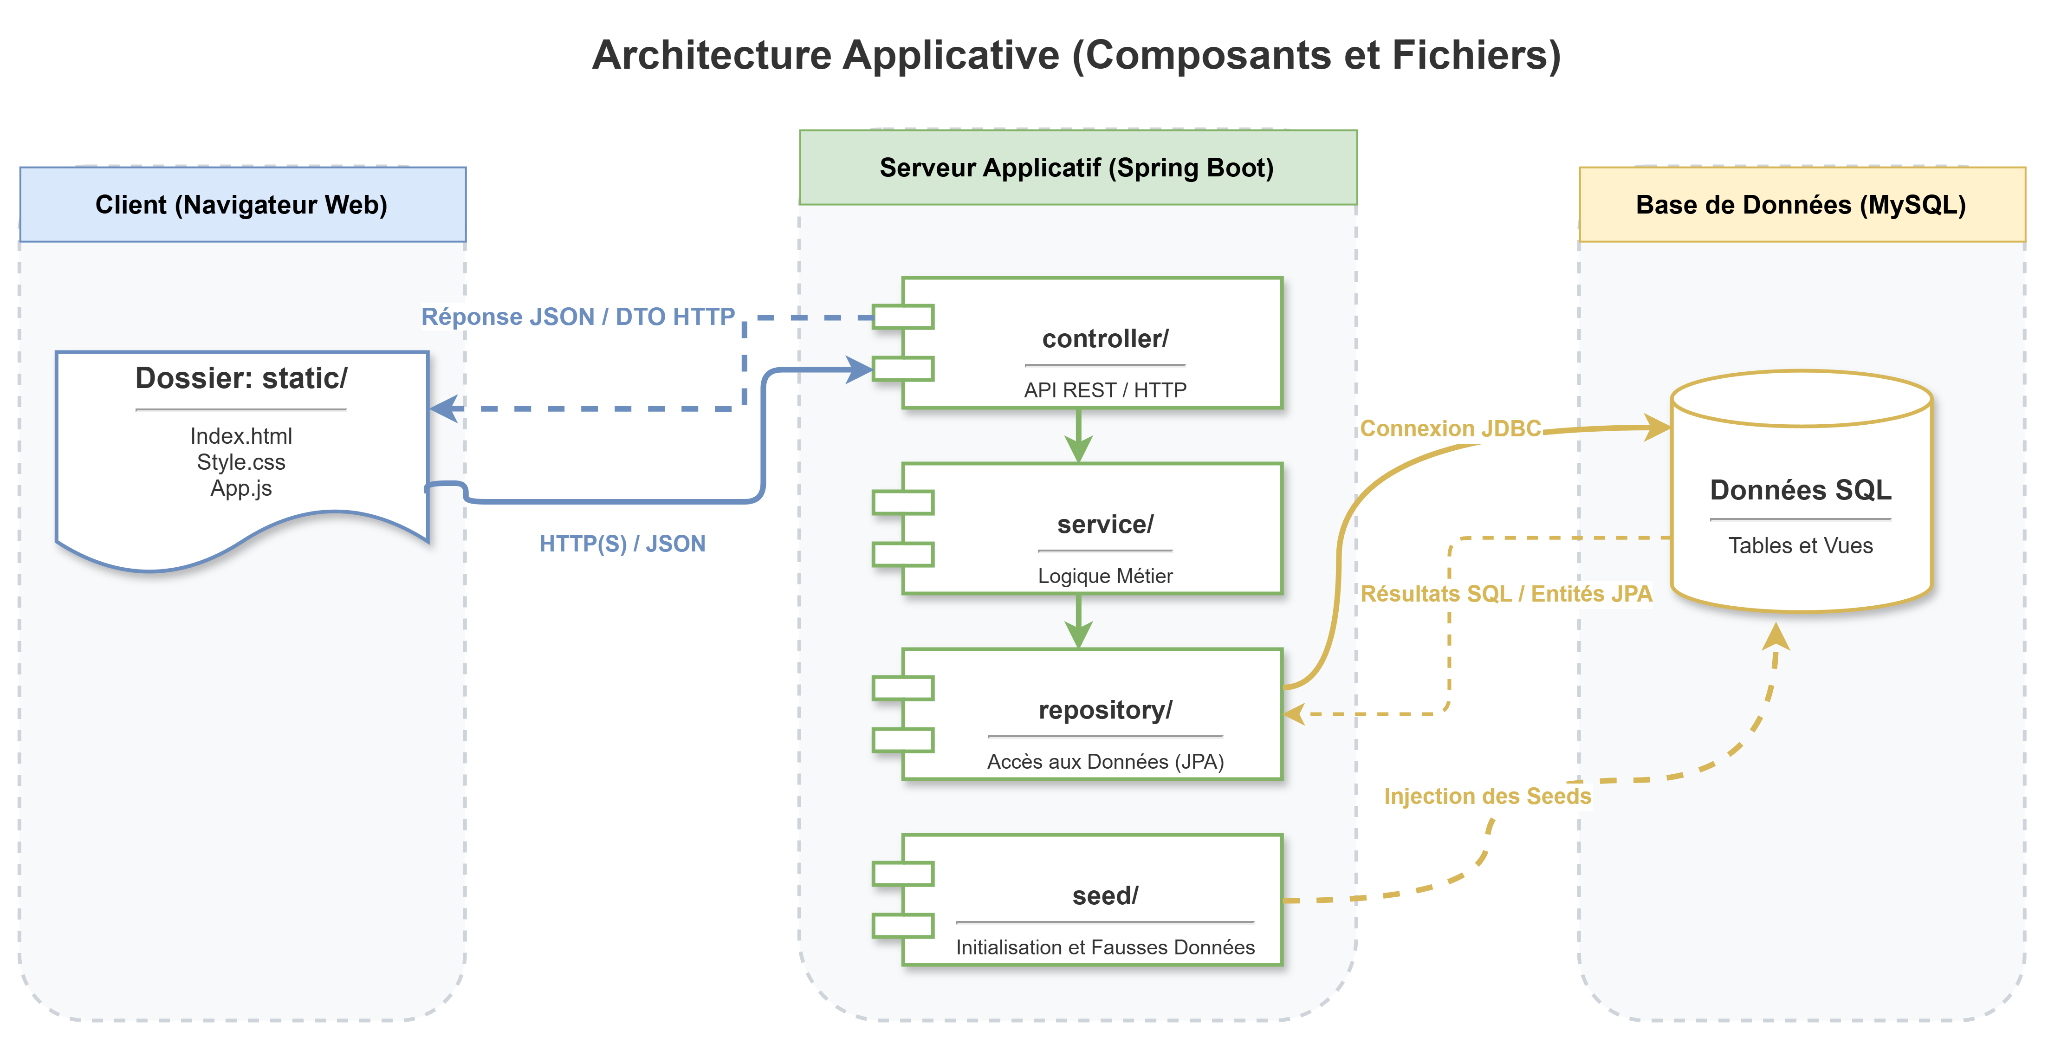 Architecture Applicative (Composants et Fichiers)
Client (Navigateur Web)
Dossier: static/
Index.html
Style.css
App.js
Réponse JSON / DTO HTTP
HTTP(S) / JSON
Serveur Applicatif (Spring Boot)
controller/
API REST / HTTP
service/
Logique Métier
repository/
Accès aux Données (JPA)
seed/
Initialisation et Fausses Données
Connexion JDBC
Résultats SQL / Entités JPA
Injection des Seeds
Base de Données (MySQL)
Données SQL
Tables et Vues